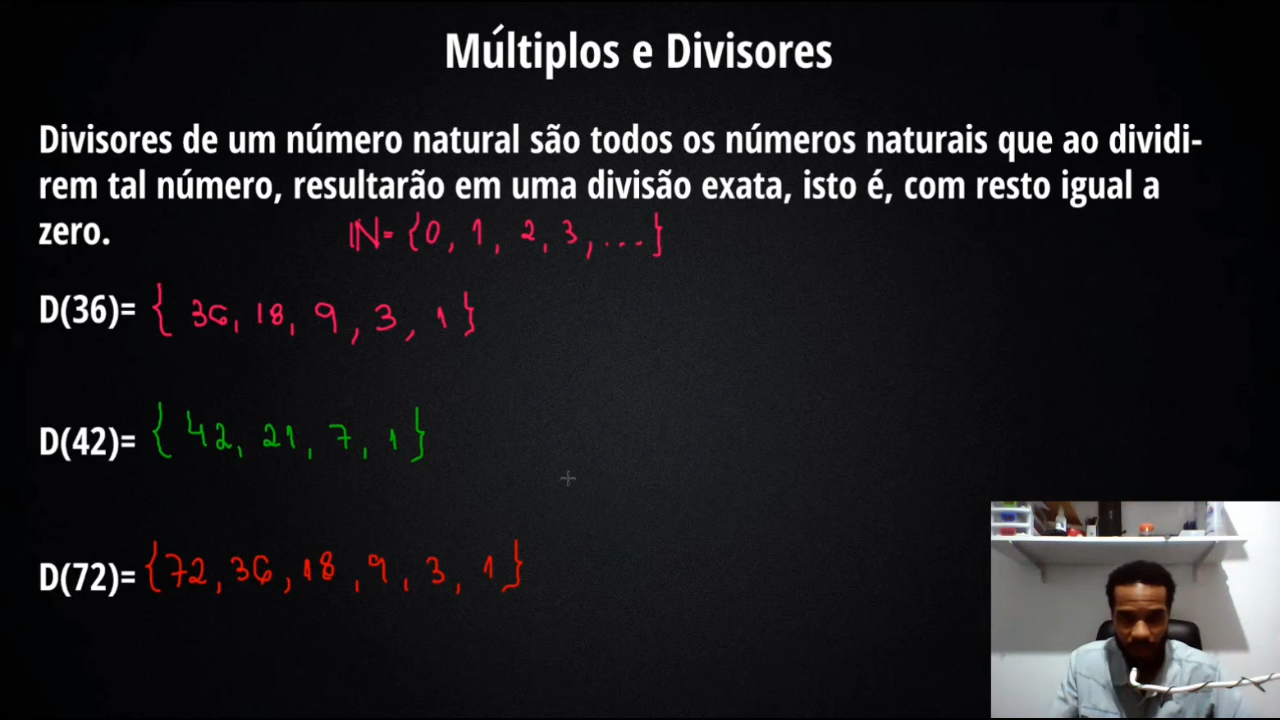 Múltiplos e Divisores
Divisores de um número natural são todos os números naturais que ao dividi-
rem tal número, resultarão em uma divisão exata, isto é, com resto igual a
zero.
IN= {0, 1, 2, 3, ...}
D(36)= { 36, 18, 9, 3, 1 }
D(42)= { 42, 21, 7, 1 }
D(72)= {72, 36, 18, 9, 3, 1 }